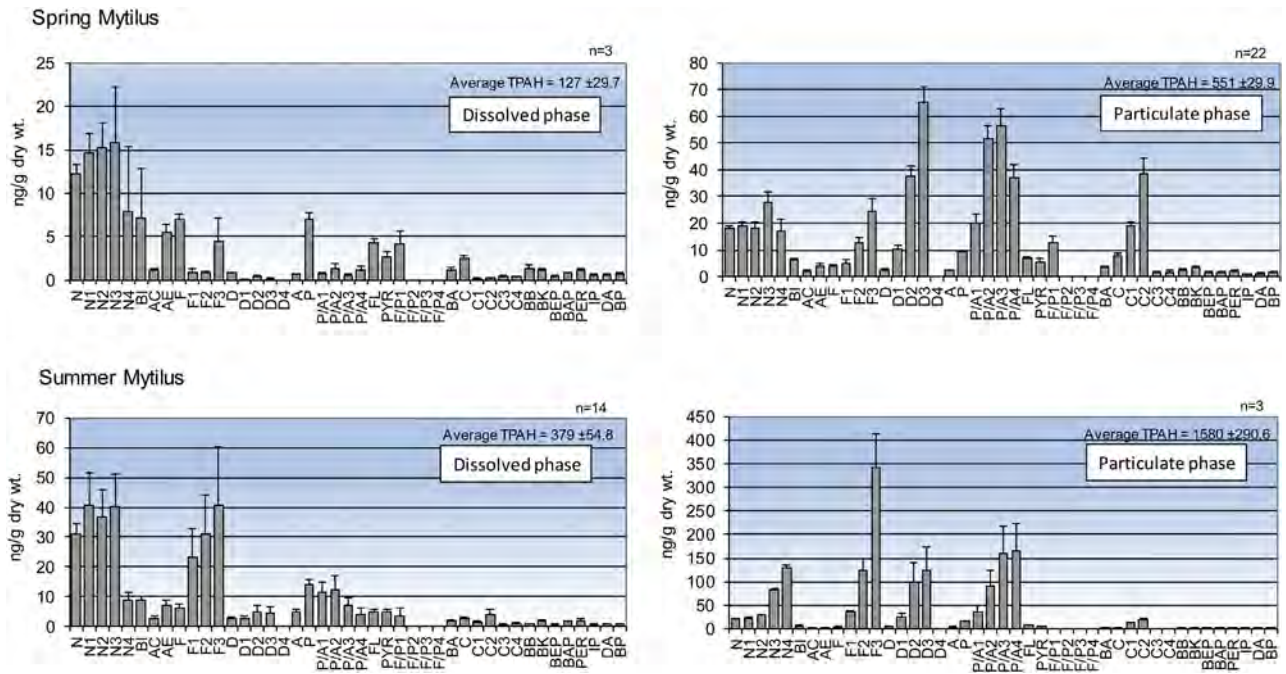 Spring Mytilus
n=3
Average TPAH = 127 ±29.7
Dissolved phase
25
20
15
10
5
0
ng/g dry wt.
N N1 N2 N3 N4 BI AC AE F F1 F2 F3 D D1 D2 D3 D4 A P P/A1 P/A2 P/A3 P/A4 FL PYR F/P1 F/P2 F/P3 F/P4 BA C C1 C2 C3 C4 BB BK BEP BAP PER IP DA BP
n=22
Average TPAH = 551 ±29.9
Particulate phase
80
70
60
50
40
30
20
10
0
ng/g dry wt.
N N1 N2 N3 N4 BI AC AE F F1 F2 F3 D D1 D2 D3 D4 A P P/A1 P/A2 P/A3 P/A4 FL PYR F/P1 F/P2 F/P3 F/P4 BA C C1 C2 C3 C4 BB BK BEP BAP PER IP DA BP
Summer Mytilus
n=14
Average TPAH = 379 ±54.8
Dissolved phase
70
60
50
40
30
20
10
0
ng/g dry wt.
N N1 N2 N3 N4 BI AC AE F F1 F2 F3 D D1 D2 D3 D4 A P P/A1 P/A2 P/A3 P/A4 FL PYR F/P1 F/P2 F/P3 F/P4 BA C C1 C2 C3 C4 BB BK BEP BAP PER IP DA BP
n=3
Average TPAH = 1580 ±290.6
Particulate phase
450
400
350
300
250
200
150
100
50
0
ng/g dry wt.
N N1 N2 N3 N4 BI AC AE F F1 F2 F3 D D1 D2 D3 D4 A P P/A1 P/A2 P/A3 P/A4 FL PYR F/P1 F/P2 F/P3 F/P4 BA C C1 C2 C3 C4 BB BK BEP BAP PER IP DA BP